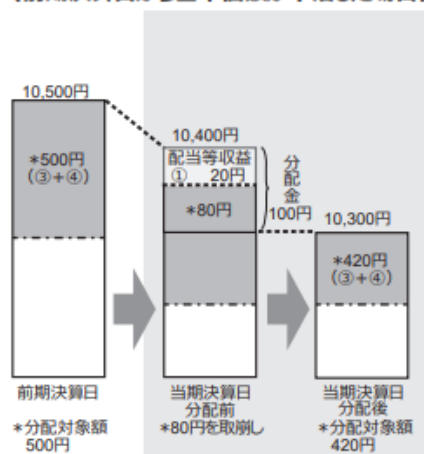 10,500円
*500円
(③+④)
10,400円
配当等収益
① 20円
*80円
分配金
100円
10,300円
*420円
(③+④)
前期決算日
*分配対象額
500円
当期決算日
分配前
*80円を取崩し
当期決算日
分配後
*分配対象額
420円